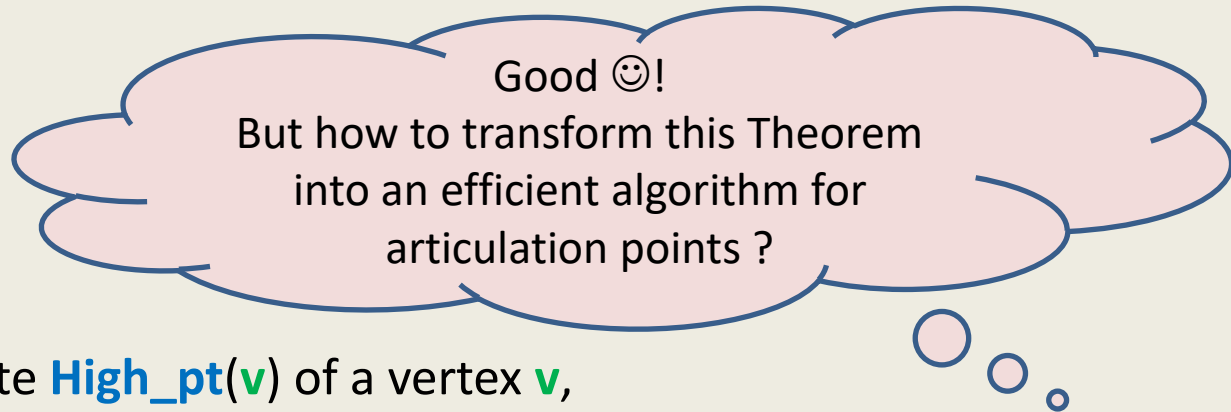 Good ☺!
But how to transform this Theorem
into an efficient algorithm for
articulation points ?
te High_pt(v) of a vertex v,